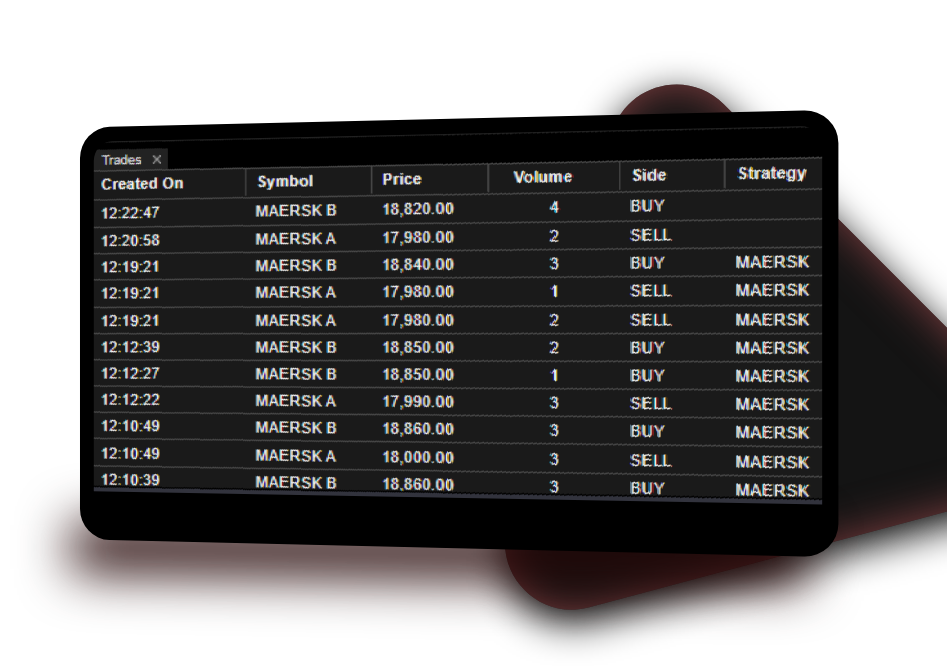 Trades ×
Created On Symbol Price Volume Side Strategy
12:22:47 MAERSK B 18,820.00 4 BUY
12:20:58 MAERSK A 17,980.00 2 SELL
12:19:21 MAERSK B 18,840.00 3 BUY MAERSK
12:19:21 MAERSK A 17,980.00 1 SELL MAERSK
12:19:21 MAERSK A 17,980.00 2 SELL MAERSK
12:12:39 MAERSK B 18,850.00 2 BUY MAERSK
12:12:27 MAERSK B 18,850.00 1 BUY MAERSK
12:12:22 MAERSK A 17,990.00 3 SELL MAERSK
12:10:49 MAERSK B 18,860.00 3 BUY MAERSK
12:10:49 MAERSK A 18,000.00 3 SELL MAERSK
12:10:39 MAERSK B 18,860.00 3 BUY MAERSK